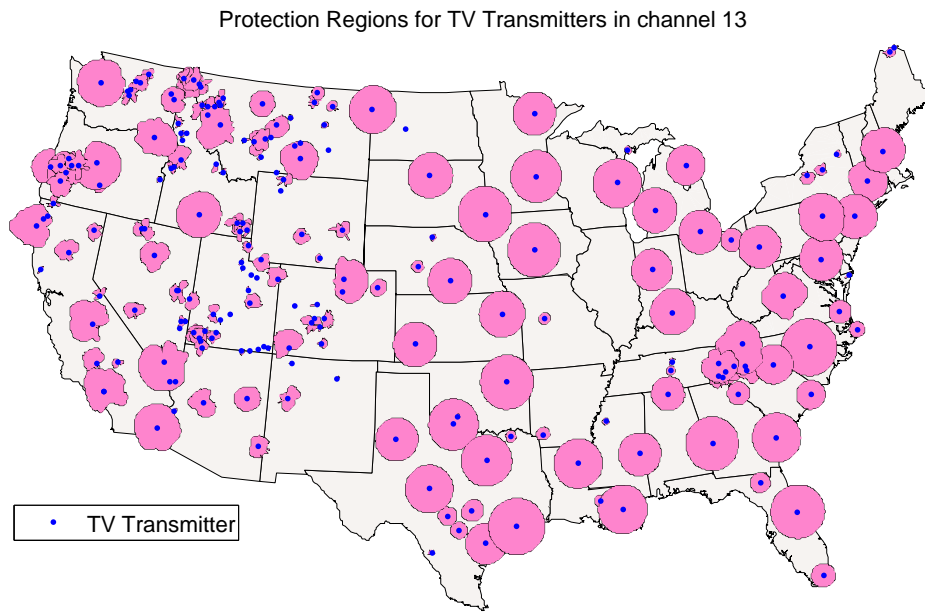 Protection Regions for TV Transmitters in channel 13
TV Transmitter